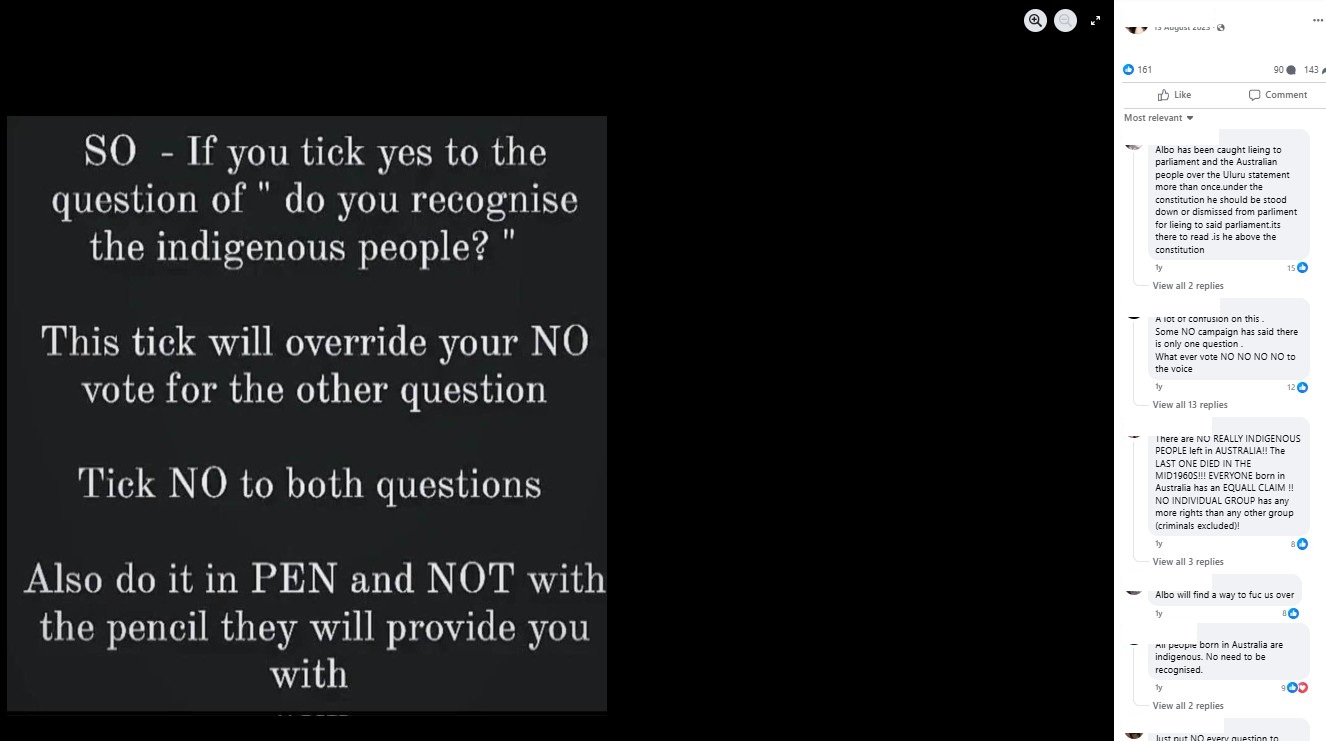 SO - If you tick yes to the
question of " do you recognise
the indigenous people? "
This tick will override your NO
vote for the other question
Tick NO to both questions
Also do it in PEN and NOT with
the pencil they will provide you
with
13 August 2023
161
90
143
Like
Comment
Most relevant
Albo has been caught lieing to
parliament and the Australian
people over the Uluru statement
more than once.under the
constitution he should be stood
down or dismissed from parliment
for lieing to said parliament.its
there to read .is he above the
constitution
1y
15
View all 2 replies
A lot of confusion on this .
Some NO campaign has said there
is only one question .
What ever vote NO NO NO NO to
the voice
1y
12
View all 13 replies
There are NO REALLY INDIGENOUS
PEOPLE left in AUSTRALIA!! The
LAST ONE DIED IN THE
MID1960S!!! EVERYONE born in
Australia has an EQUALL CLAIM !!
NO INDIVIDUAL GROUP has any
more rights than any other group
(criminals excluded)!
1y
8
View all 3 replies
Albo will find a way to fuc us over
1y
8
All people born in Australia are
indigenous. No need to be
recognised.
1y
9
View all 2 replies
Just put NO every question to